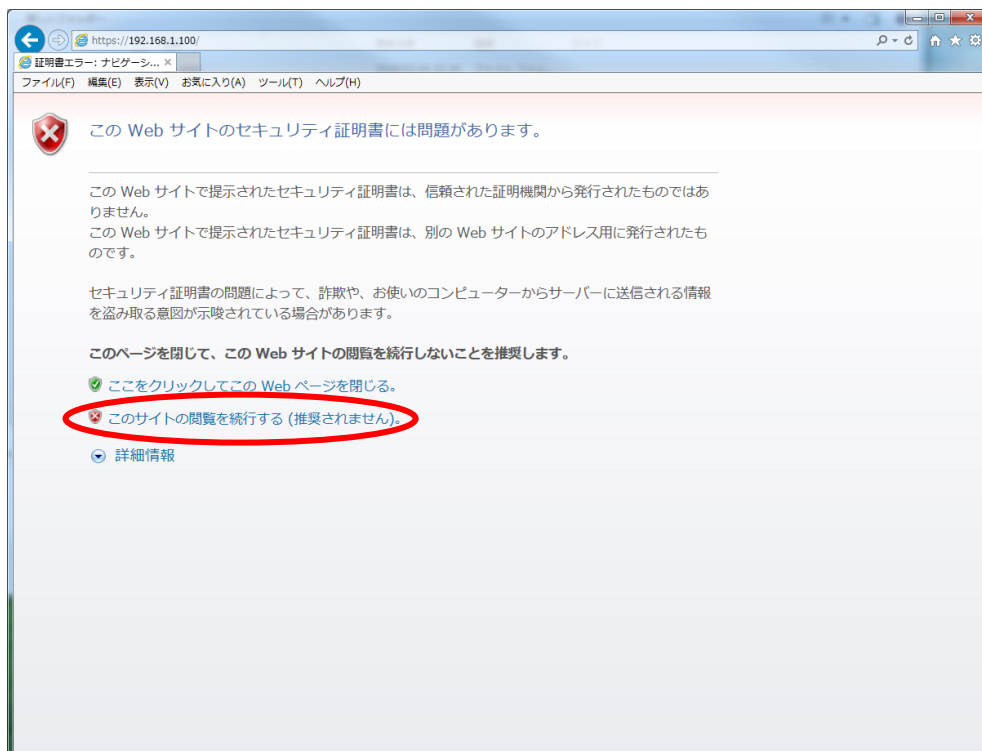 https://192.168.1.100/
証明書エラー: ナビゲーシ...
ファイル(F) 編集(E) 表示(V) お気に入り(A) ツール(T) ヘルプ(H)
この Web サイトのセキュリティ証明書には問題があります。
この Web サイトで提示されたセキュリティ証明書は、信頼された証明機関から発行されたものではあ
りません。
この Web サイトで提示されたセキュリティ証明書は、別の Web サイトのアドレス用に発行されたも
のです。
セキュリティ証明書の問題によって、詐欺や、お使いのコンピューターからサーバーに送信される情報
を盗み取る意図が示唆されている場合があります。
このページを閉じて、この Web サイトの閲覧を続行しないことを推奨します。
ここをクリックしてこの Web ページを閉じる。
このサイトの閲覧を続行する (推奨されません)。
詳細情報